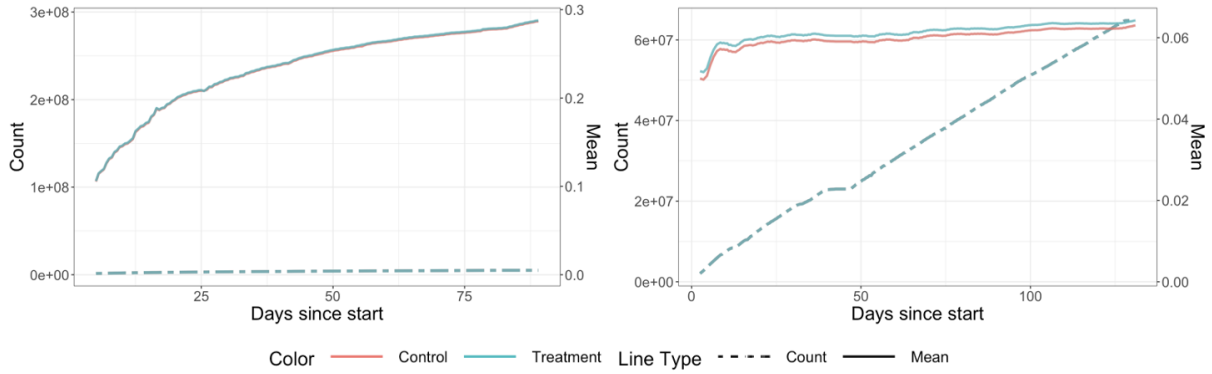 3e+08
2e+08
1e+08
0e+00
Count
0.3
0.2
0.1
0.0
Mean
25 50 75
Days since start
6e+07
4e+07
2e+07
0e+00
Count
0.06
0.04
0.02
0.00
Mean
0 50 100
Days since start
Color Control Treatment Line Type Count Mean